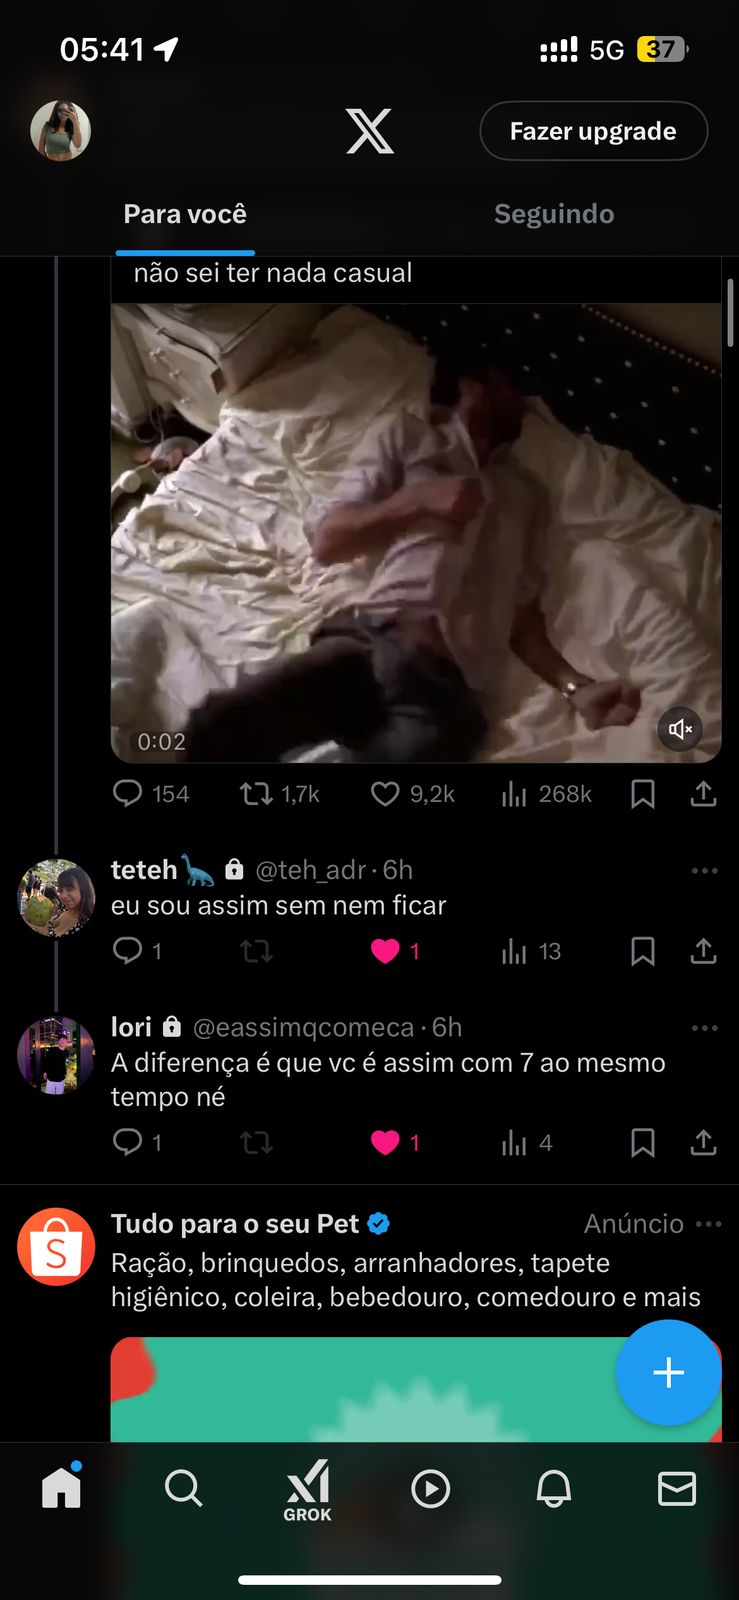 05:41
5G
37
Fazer upgrade
Para você
Seguindo
não sei ter nada casual
0:02
154
1,7k
9,2k
268k
teteh🦕 🔒 @teh_adr · 6h
eu sou assim sem nem ficar
1
1
13
lori 🔒 @eassimqcomeca · 6h
A diferença é que vc é assim com 7 ao mesmo
tempo né
1
1
4
Tudo para o seu Pet
Anúncio
Ração, brinquedos, arranhadores, tapete
higiênico, coleira, bebedouro, comedouro e mais
GROK